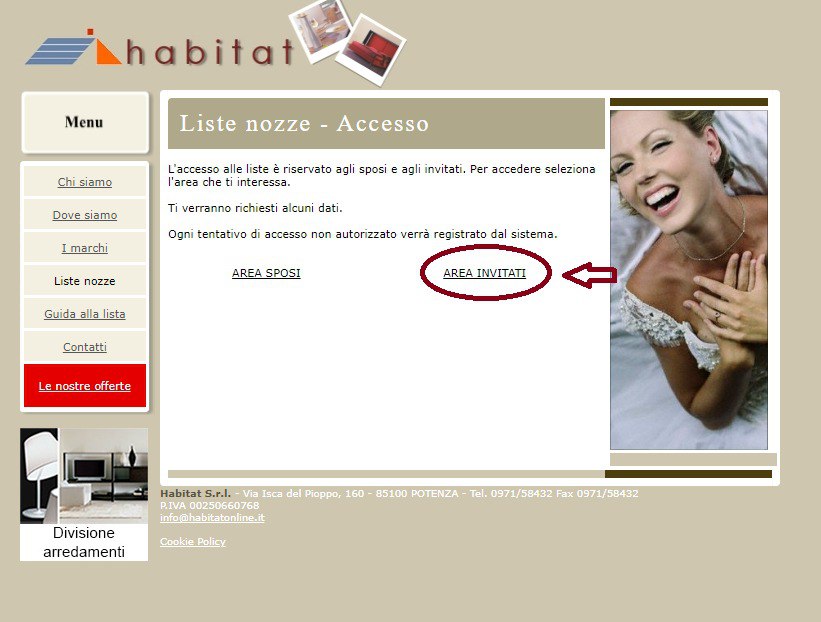 habitat
Menu
Chi siamo
Dove siamo
I marchi
Liste nozze
Guida alla lista
Contatti
Le nostre offerte
Divisione
arredamenti
Liste nozze - Accesso
L'accesso alle liste è riservato agli sposi e agli invitati. Per accedere seleziona
l'area che ti interessa.
Ti verranno richiesti alcuni dati.
Ogni tentativo di accesso non autorizzato verrà registrato dal sistema.
AREA SPOSI
AREA INVITATI
Habitat S.r.l. - Via Isca del Pioppo, 160 - 85100 POTENZA - Tel. 0971/58432 Fax 0971/58432
P.IVA 00250660768
info@habitatonline.it
Cookie Policy